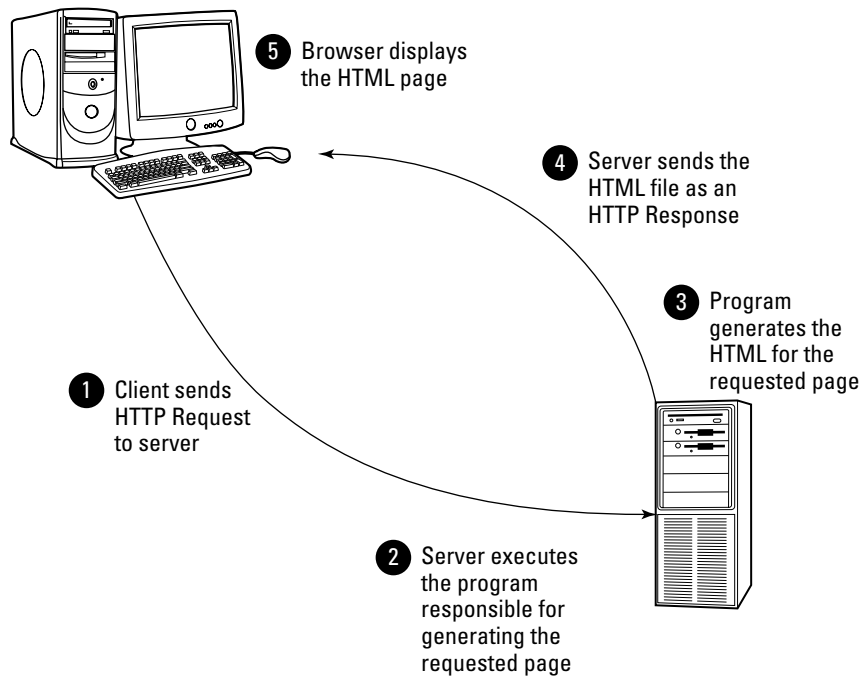 1 Client sends
HTTP Request
to server
2 Server executes
the program
responsible for
generating the
requested page
3 Program
generates the
HTML for the
requested page
4 Server sends the
HTML file as an
HTTP Response
5 Browser displays
the HTML page